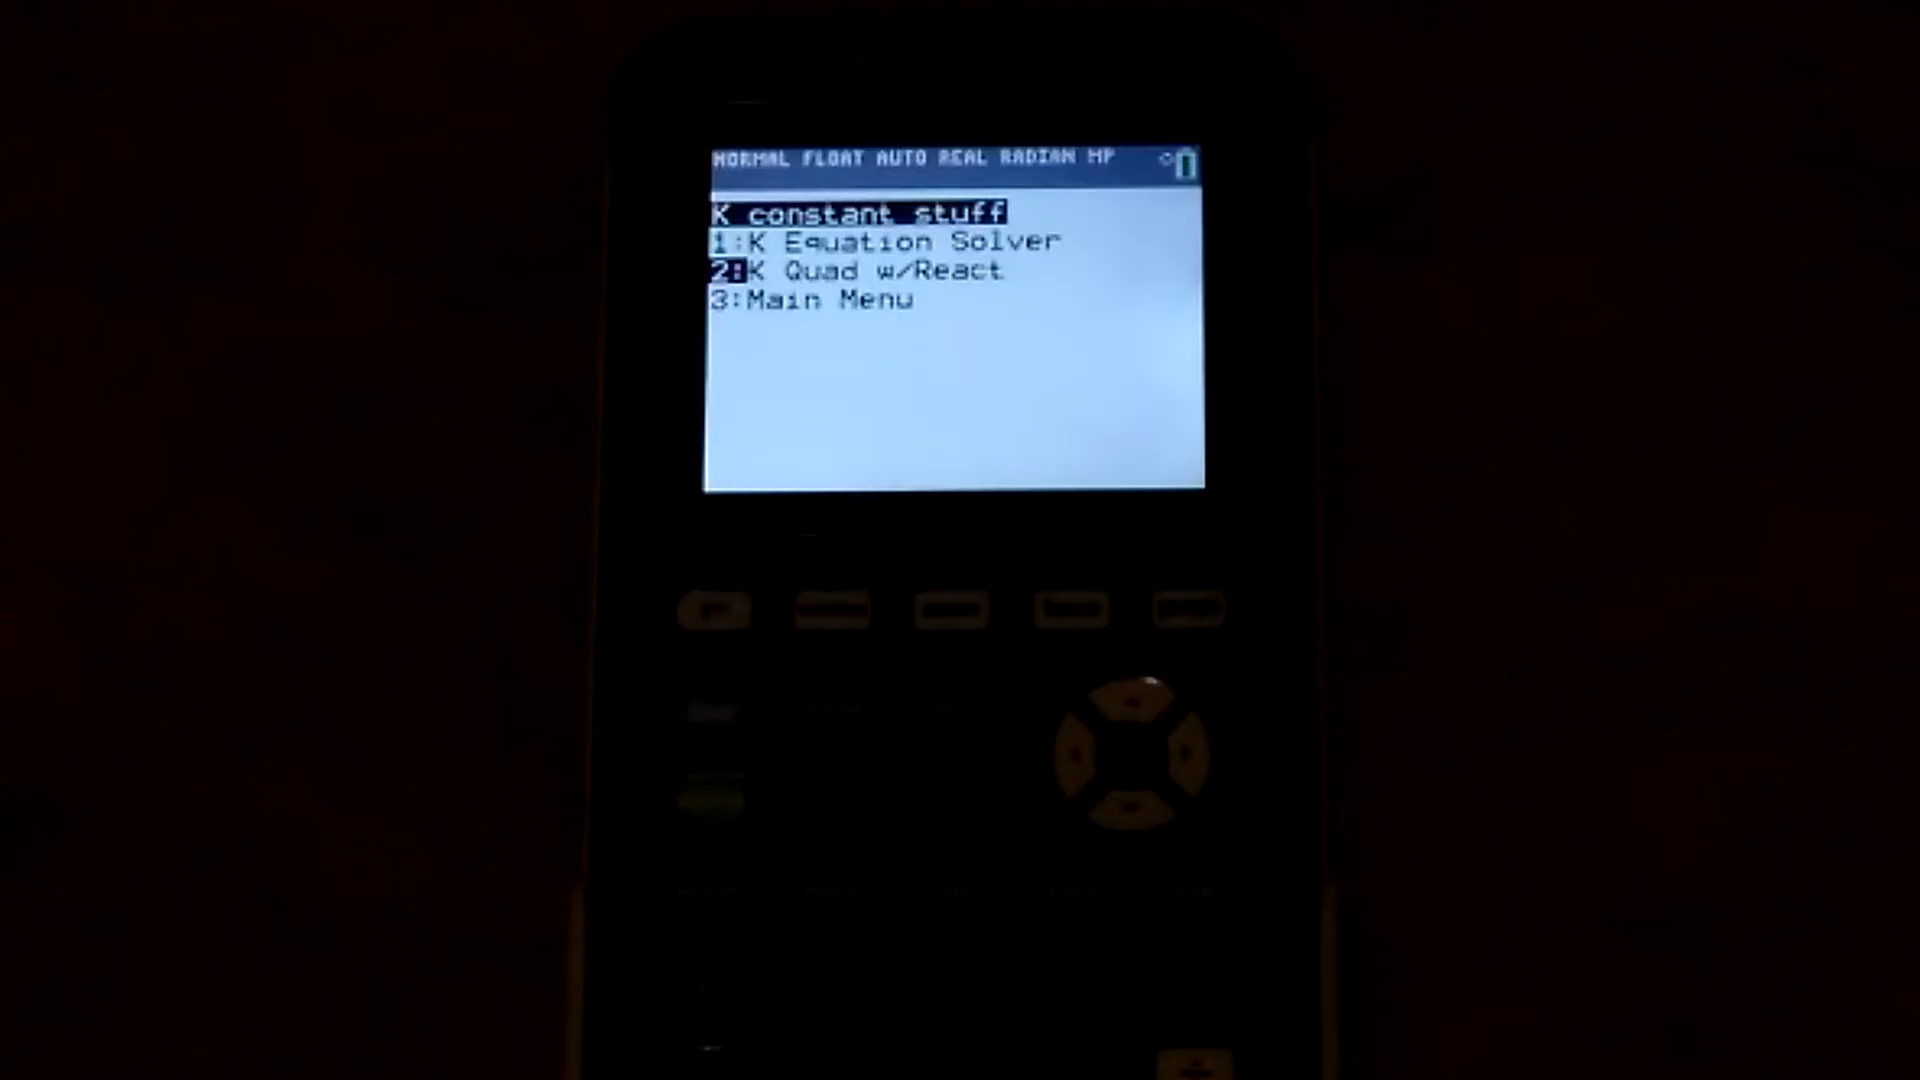 NORMAL FLOAT AUTO REAL RADIAN MP
K constant stuff
1:K Equation Solver
2:K Quad w/React
3:Main Menu